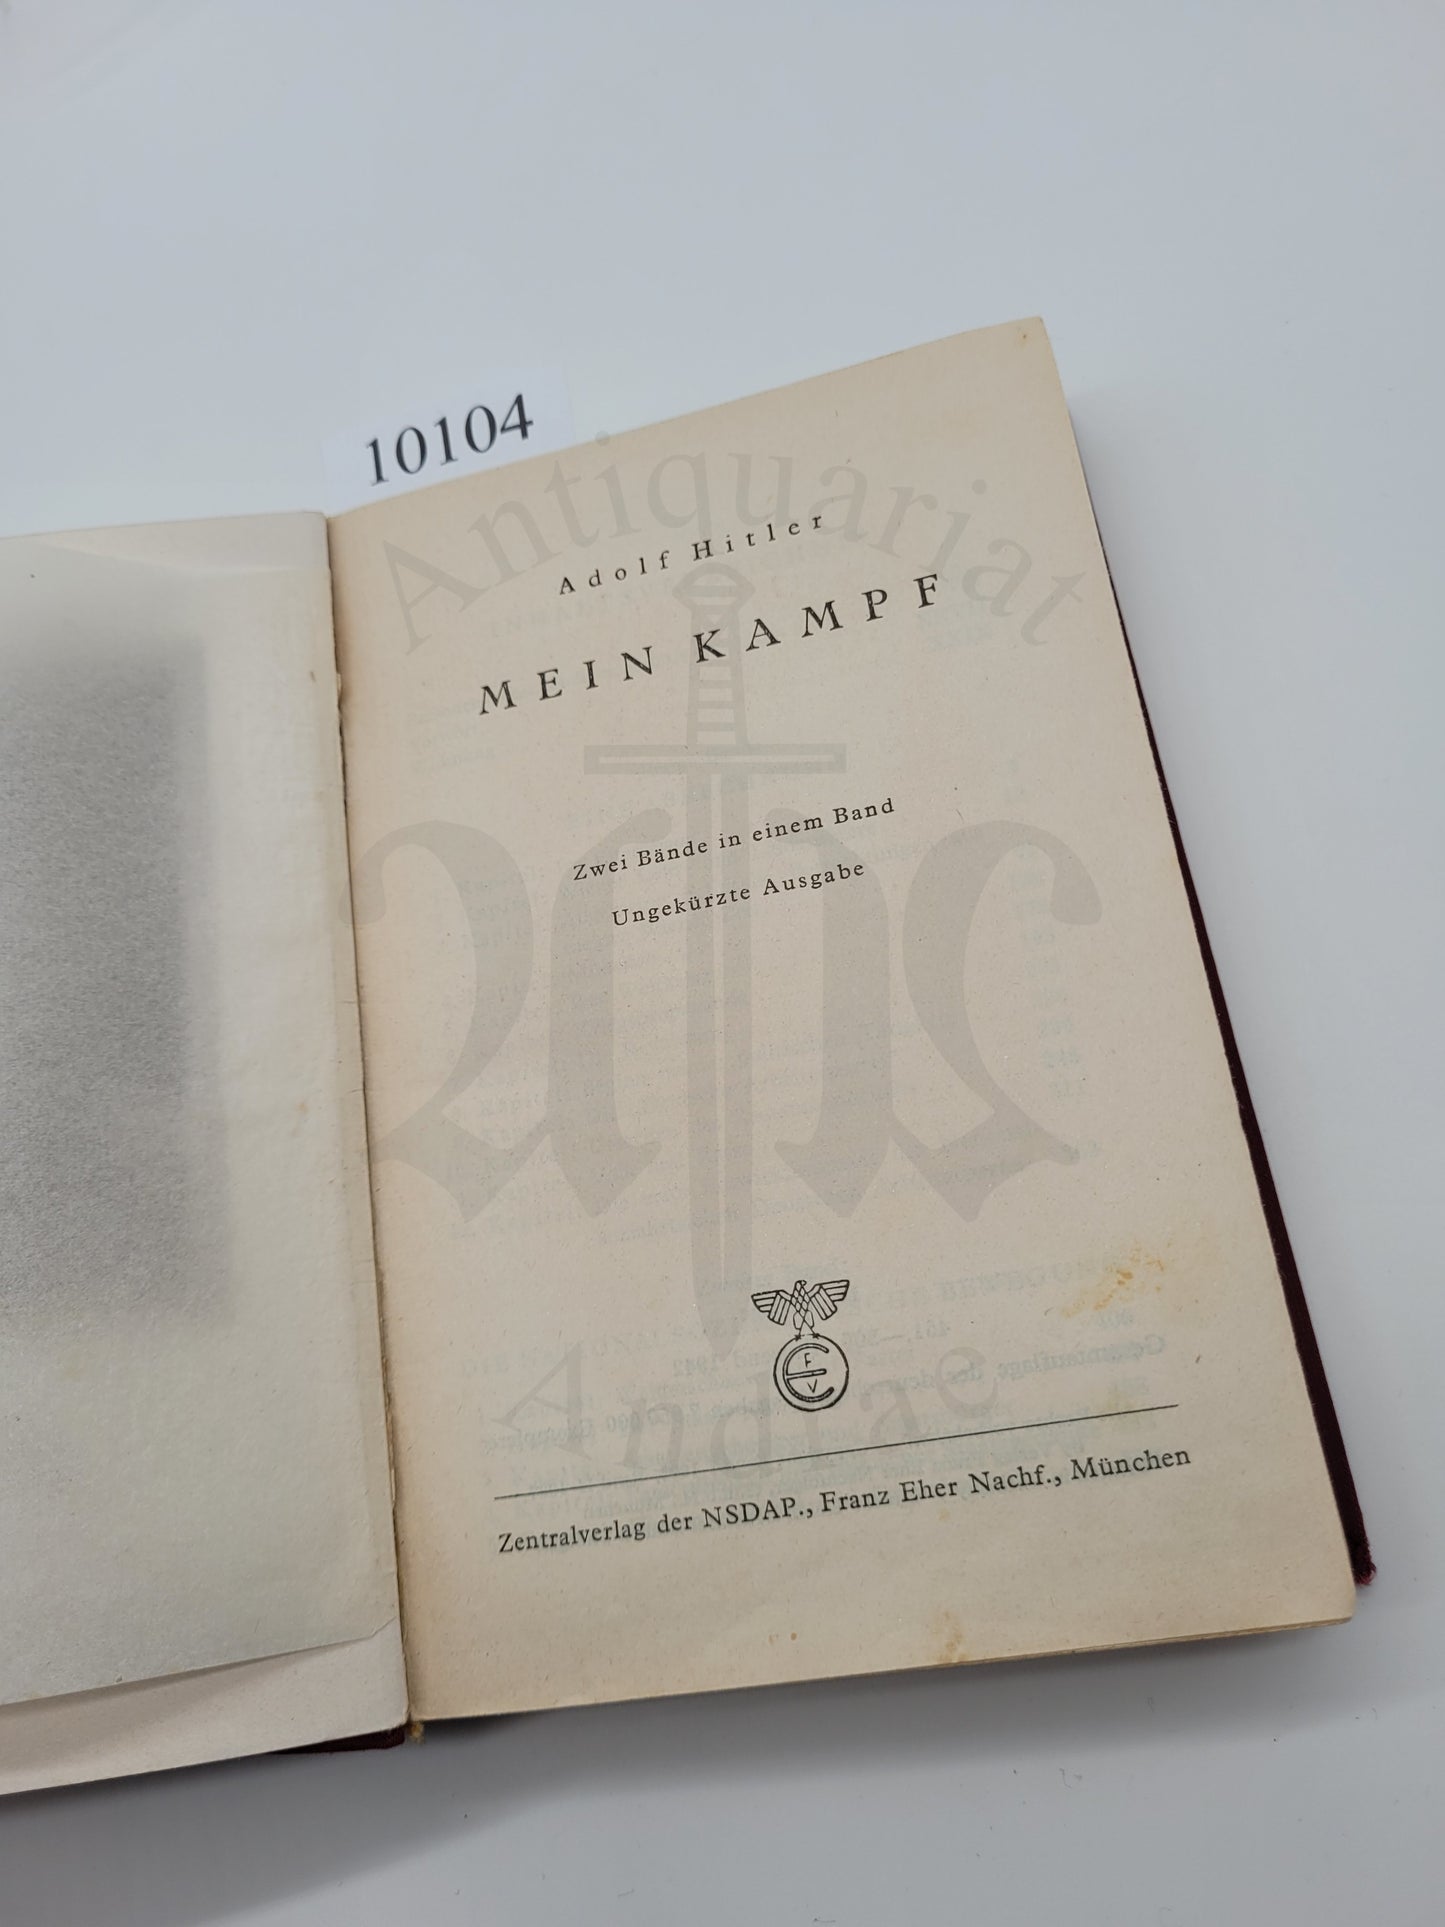 10104
Antiquariat
Adolf Hitler
MEIN KAMPF
Zwei Bände in einem Band
Ungekürzte Ausgabe
F
E
V
Andrae
Zentralverlag der NSDAP., Franz Eher Nachf., München